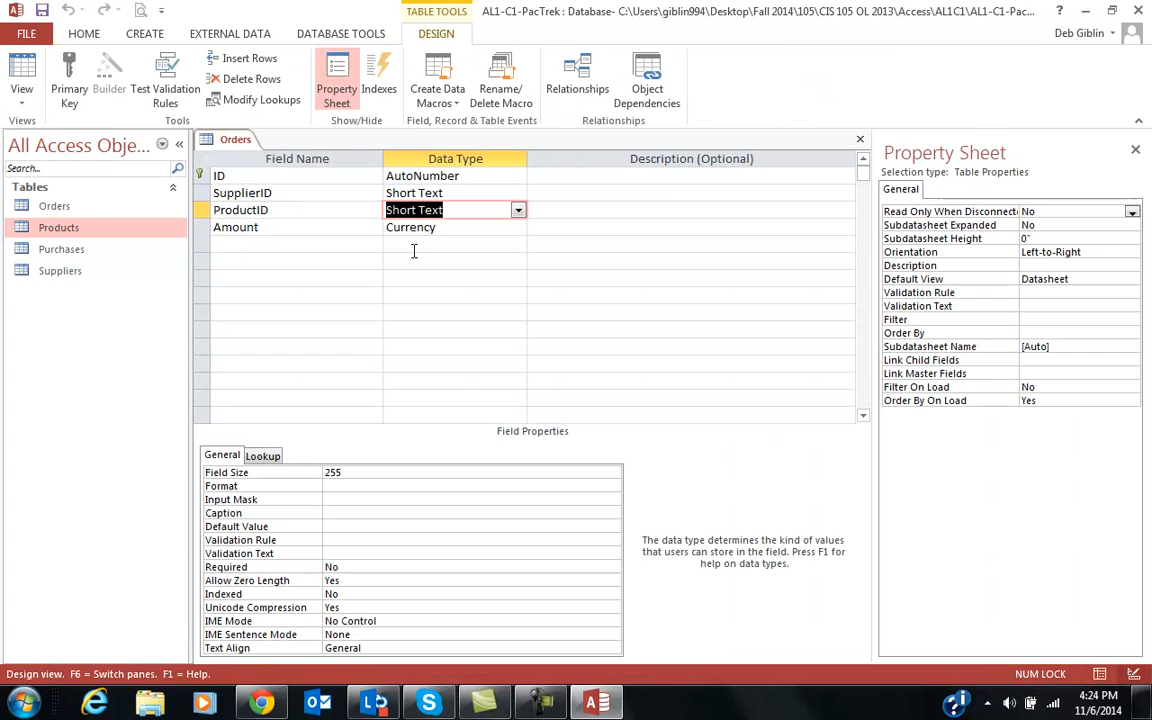 TABLE TOOLS
AL1-C1-PacTrek : Database- C:\Users\giblin994\Desktop\Fall 2014\105\CIS 105 OL 2013\Access\AL1C1\AL1-C1-Pac...
FILE HOME CREATE EXTERNAL DATA DATABASE TOOLS DESIGN Deb Giblin
View
Primary Key
Builder
Test Validation Rules
Insert Rows
Delete Rows
Modify Lookups
Property Sheet
Indexes
Create Data Macros
Rename/ Delete Macro
Relationships
Object Dependencies
Views Tools Show/Hide Field, Record & Table Events Relationships
All Access Obje...
Search...
Tables
Orders
Products
Purchases
Suppliers
Orders
Field Name Data Type Description (Optional)
ID AutoNumber
SupplierID Short Text
ProductID Short Text
Amount Currency
Field Properties
General Lookup
Field Size 255
Format
Input Mask
Caption
Default Value
Validation Rule
Validation Text
Required No
Allow Zero Length Yes
Indexed No
Unicode Compression Yes
IME Mode No Control
IME Sentence Mode None
Text Align General
The data type determines the kind of values
that users can store in the field. Press F1 for
help on data types.
Property Sheet
Selection type: Table Properties
General
Read Only When Disconnect No
Subdatasheet Expanded No
Subdatasheet Height 0"
Orientation Left-to-Right
Description
Default View Datasheet
Validation Rule
Validation Text
Filter
Order By
Subdatasheet Name [Auto]
Link Child Fields
Link Master Fields
Filter On Load No
Order By On Load Yes
Design view. F6 = Switch panes. F1 = Help. NUM LOCK
4:24 PM
11/6/2014